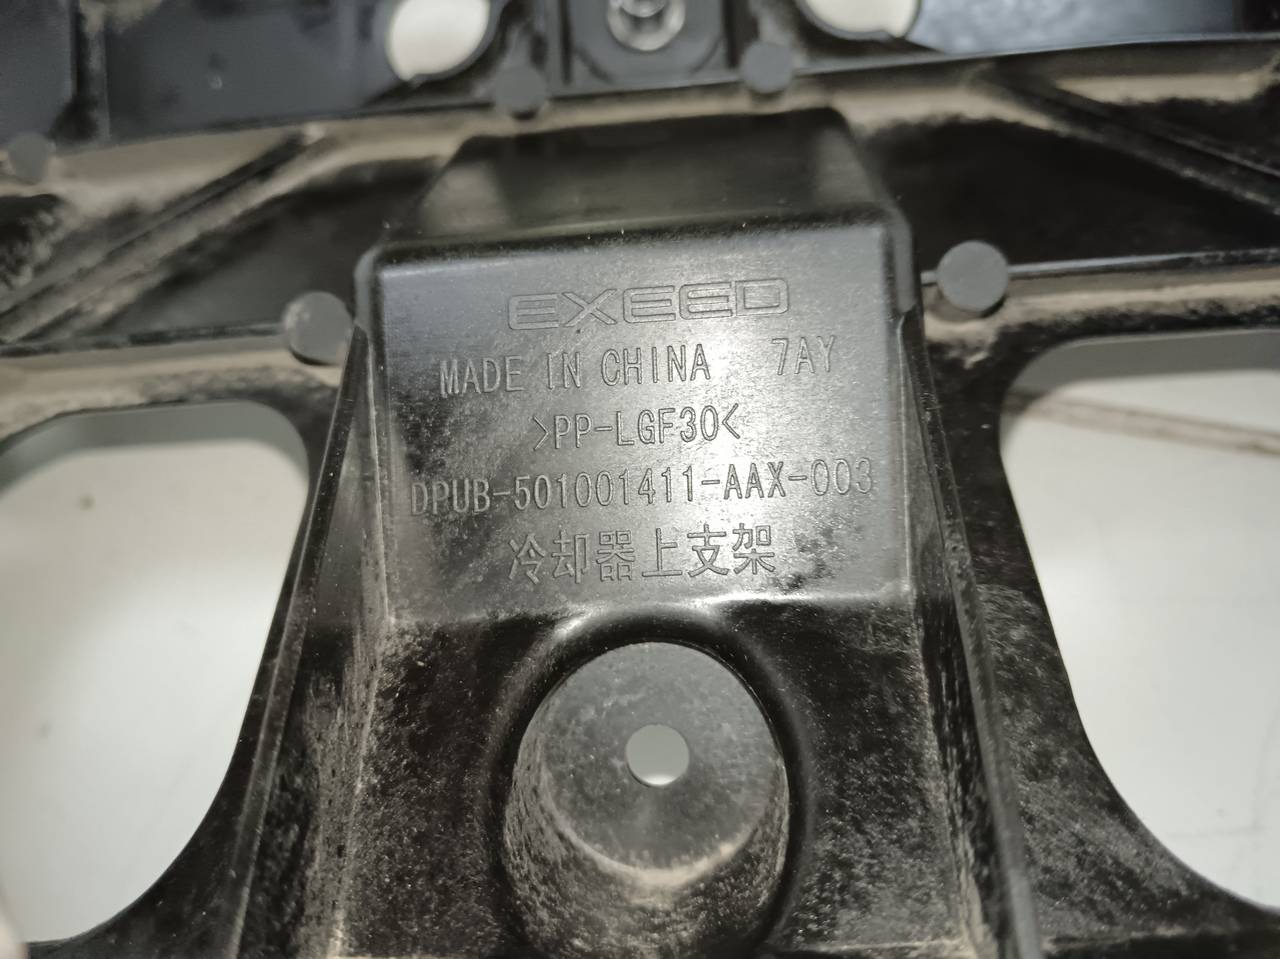 EXEED
MADE IN CHINA 7AY
>PP-LGF30<
DPUB-501001411-AAX-003
冷却器上支架